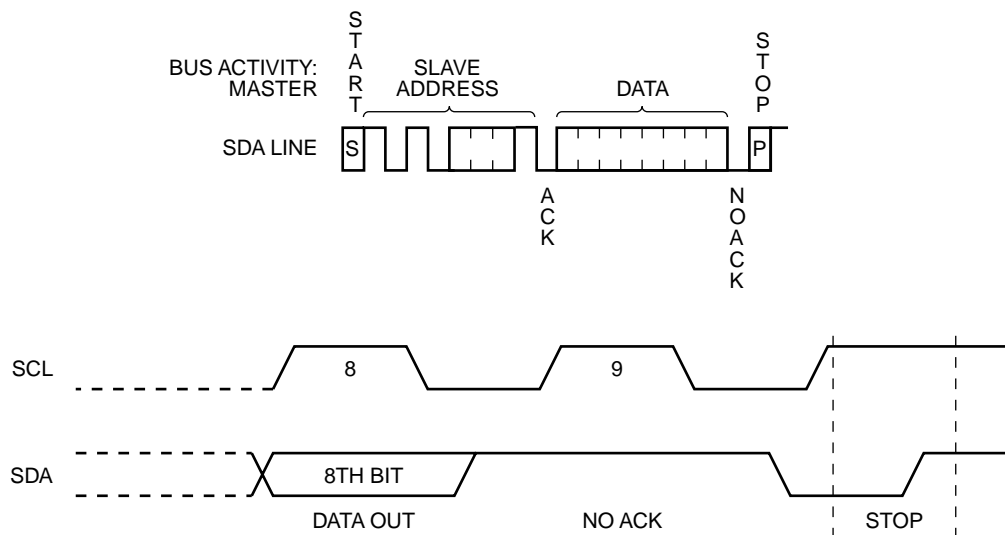 START
STOP
BUS ACTIVITY:
MASTER
SLAVE
ADDRESS
DATA
SDA LINE
S
P
ACK
NOACK
SCL
8
9
SDA
8TH BIT
DATA OUT
NO ACK
STOP